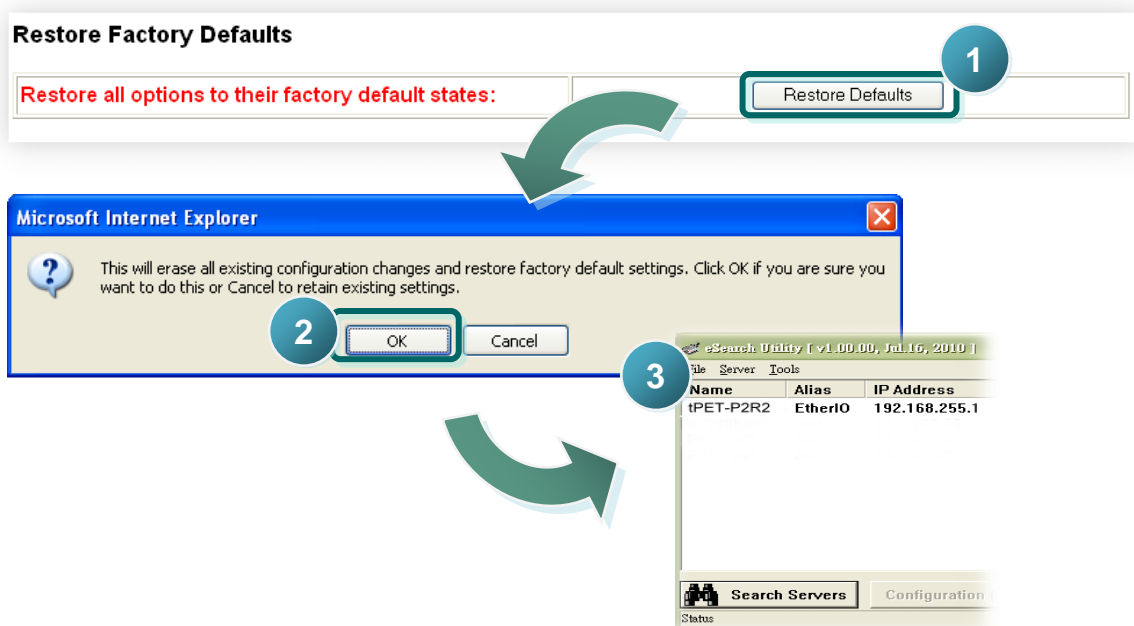 Restore Factory Defaults
1
Restore all options to their factory default states:
Restore Defaults
Microsoft Internet Explorer
This will erase all existing configuration changes and restore factory default settings. Click OK if you are sure you
want to do this or Cancel to retain existing settings.
2
OK
Cancel
3
eSearch Utility [ v1.00.00, Jul.16, 2010 ]
File Server Tools
Name Alias IP Address
tPET-P2R2 EtherIO 192.168.255.1
Search Servers
Configuration
Status